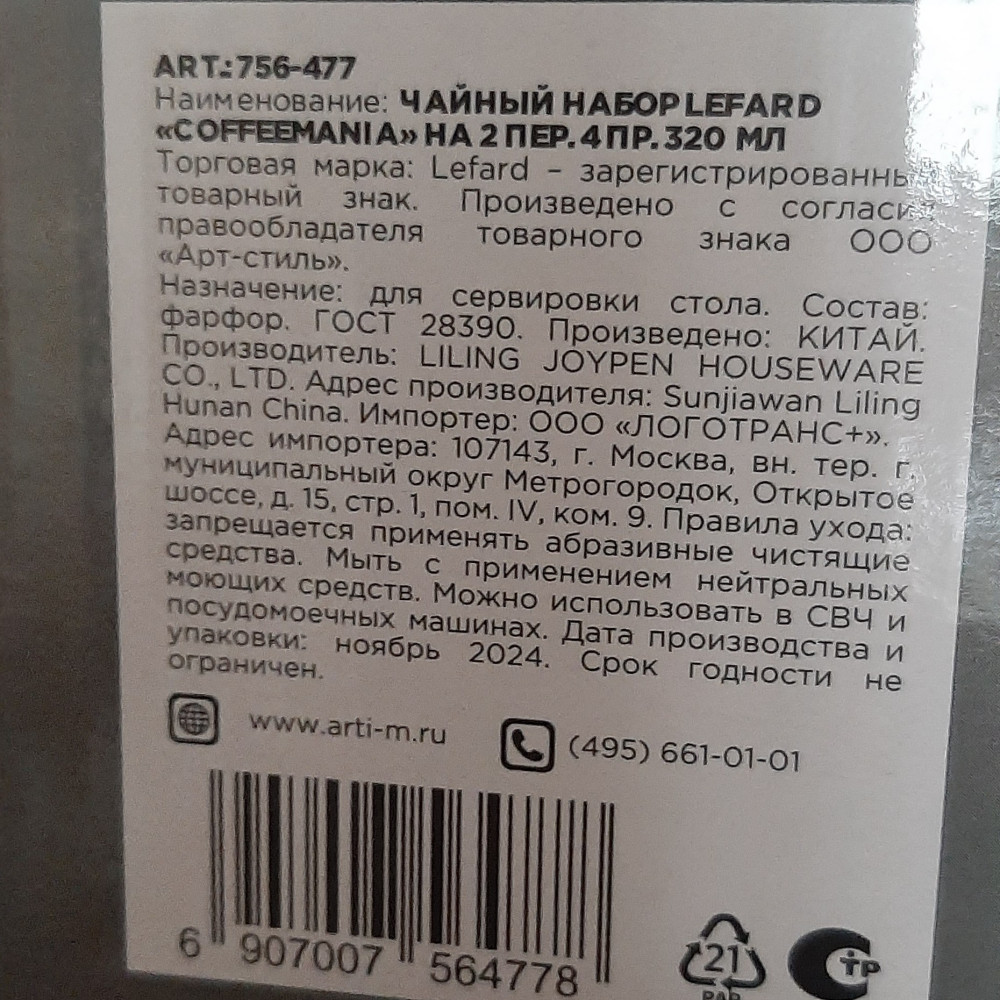 ART.:756-477
Наименование: ЧАЙНЫЙ НАБОР LEFARD
«COFFEEMANIA» НА 2 ПЕР. 4 ПР. 320 МЛ
Торговая марка: Lefard – зарегистрированны
товарный знак. Произведено с согласи
правообладателя товарного знака ООО
«Арт-стиль».
Назначение: для сервировки стола. Состав:
фарфор. ГОСТ 28390. Произведено: КИТАЙ.
Производитель: LILING JOYPEN HOUSEWARE
CO., LTD. Адрес производителя: Sunjiawan Liling
Hunan China. Импортер: ООО «ЛОГОТРАНС+».
Адрес импортера: 107143, г. Москва, вн. тер. г.
муниципальный округ Метрогородок, Открытое
шоссе, д. 15, стр. 1, пом. IV, ком. 9. Правила ухода:
запрещается применять абразивные чистящие
средства. Мыть с применением нейтральных
моющих средств. Можно использовать в СВЧ и
посудомоечных машинах. Дата производства и
упаковки: ноябрь 2024. Срок годности не
ограничен.
www.arti-m.ru
(495) 661-01-01
6 907007 564778
21
PAP
СТР